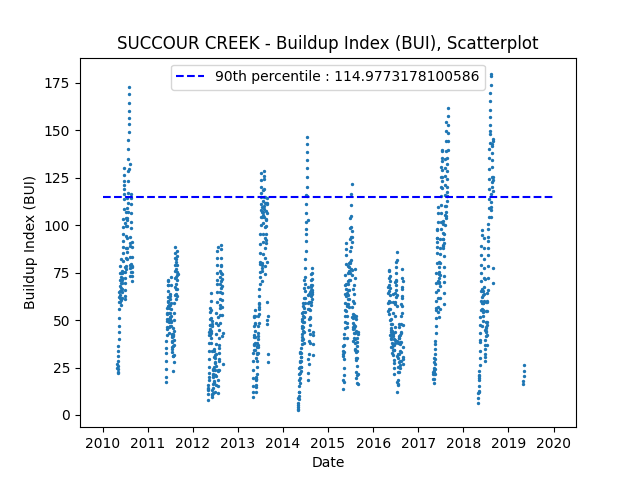 SUCCOUR CREEK - Buildup Index (BUI), Scatterplot
90th percentile : 114.9773178100586
Buildup Index (BUI)
175
150
125
100
75
50
25
0
2010 2011 2012 2013 2014 2015 2016 2017 2018 2019 2020
Date